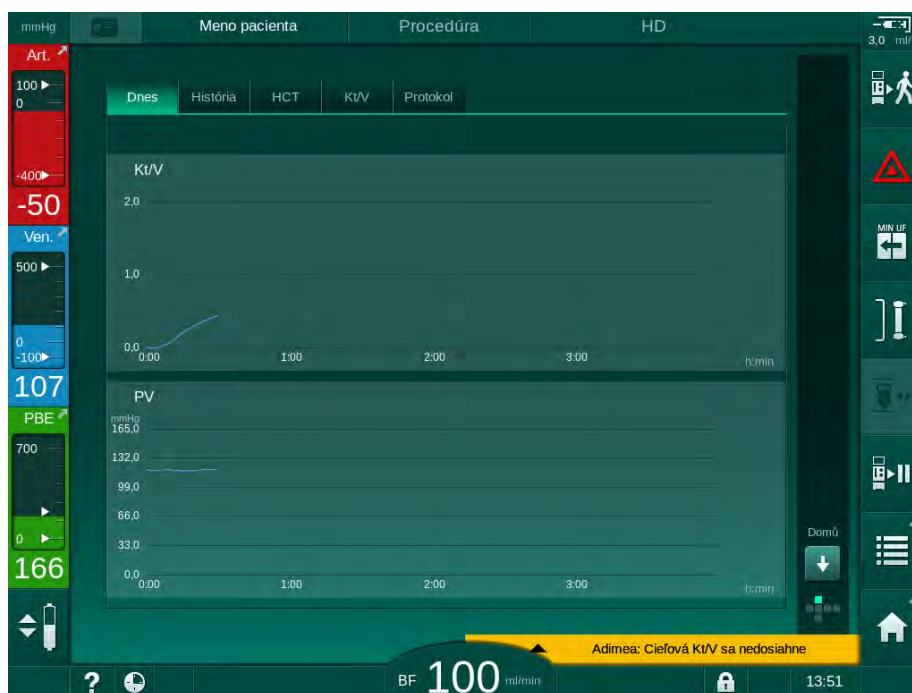 mmHg
Meno pacienta
Procedúra
HD
3,0 ml/
Art.
100
0
-400
-50
Ven.
500
0
-100
107
PBE
700
0
166
Dnes
História
HCT
Kt/V
Protokol
Kt/V
2,0
1,0
0,0
0:00 1:00 2:00 3:00 h:min
PV
mmHg
165,0
132,0
99,0
66,0
33,0
0,0
0:00 1:00 2:00 3:00 h:min
MIN UF
Domů
Adimea: Cieľová Kt/V sa nedosiahne
?
BF 100 ml/min
13:51